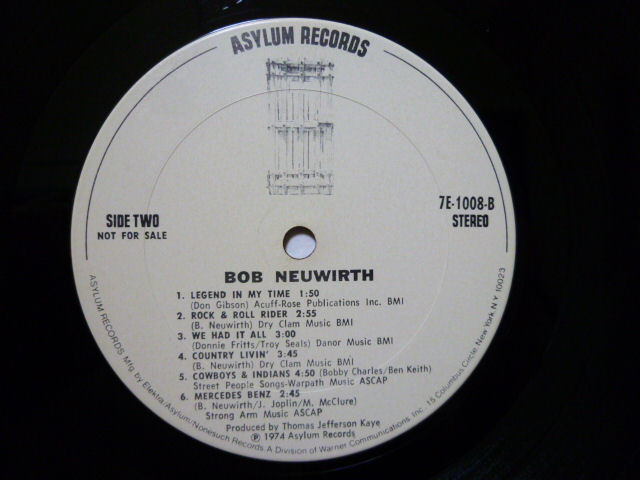 ASYLUM RECORDS
7E-1008-B
STEREO
SIDE TWO
NOT FOR SALE
BOB NEUWIRTH
1. LEGEND IN MY TIME 1:50
(Don Gibson) Acuff-Rose Publications Inc. BMI
2. ROCK & ROLL RIDER 2:55
(B. Neuwirth) Dry Clam Music BMI
3. WE HAD IT ALL 3:00
(Donnie Fritts/Troy Seals) Danor Music BMI
4. COUNTRY LIVIN' 3:45
(B. Neuwirth) Dry Clam Music BMI
5. COWBOYS & INDIANS 4:50 (Bobby Charles/Ben Keith)
Street People Songs-Warpath Music ASCAP
6. MERCEDES BENZ 2:45
(B. Neuwirth/J. Joplin/M. McClure)
Strong Arm Music ASCAP
Produced by Thomas Jefferson Kaye
Ⓟ 1974 Asylum Records
ASYLUM RECORDS Mfg by Elektra/Asylum/Nonesuch Records A Division of Warner Communications Inc. 15 Columbus Circle, New York N Y 10023